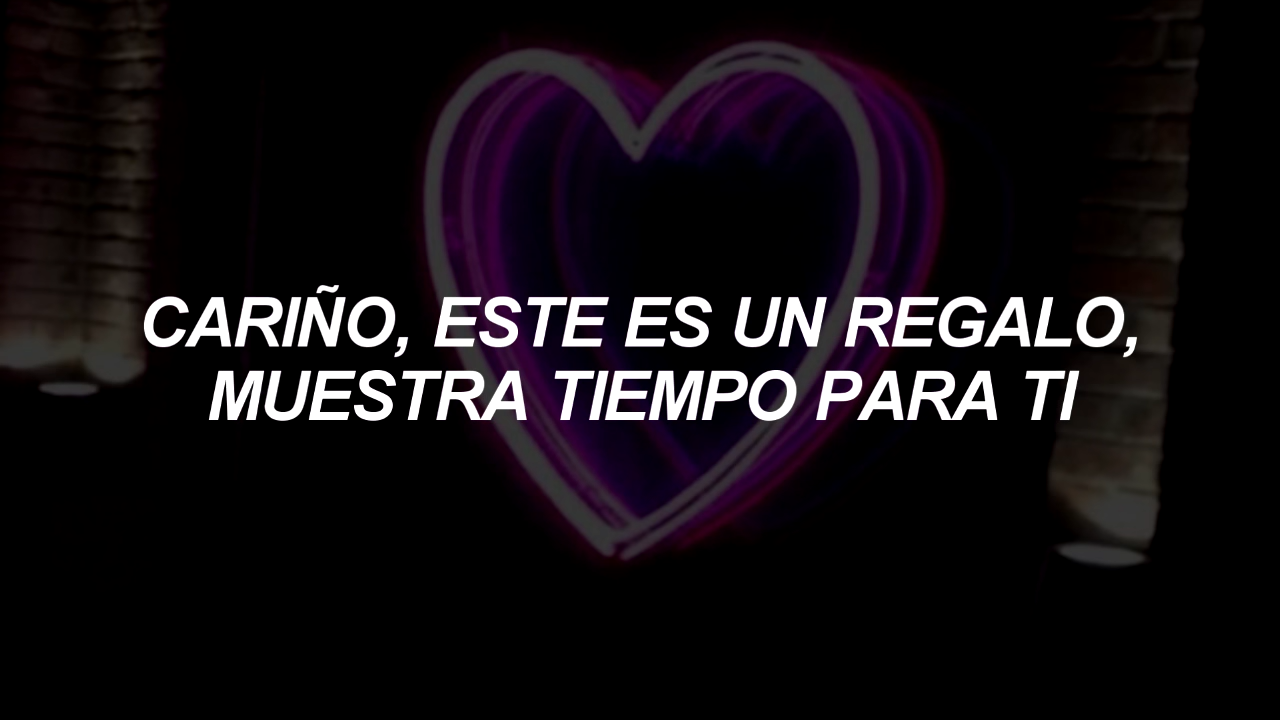 CARIÑO, ESTE ES UN REGALO,
MUESTRA TIEMPO PARA TI